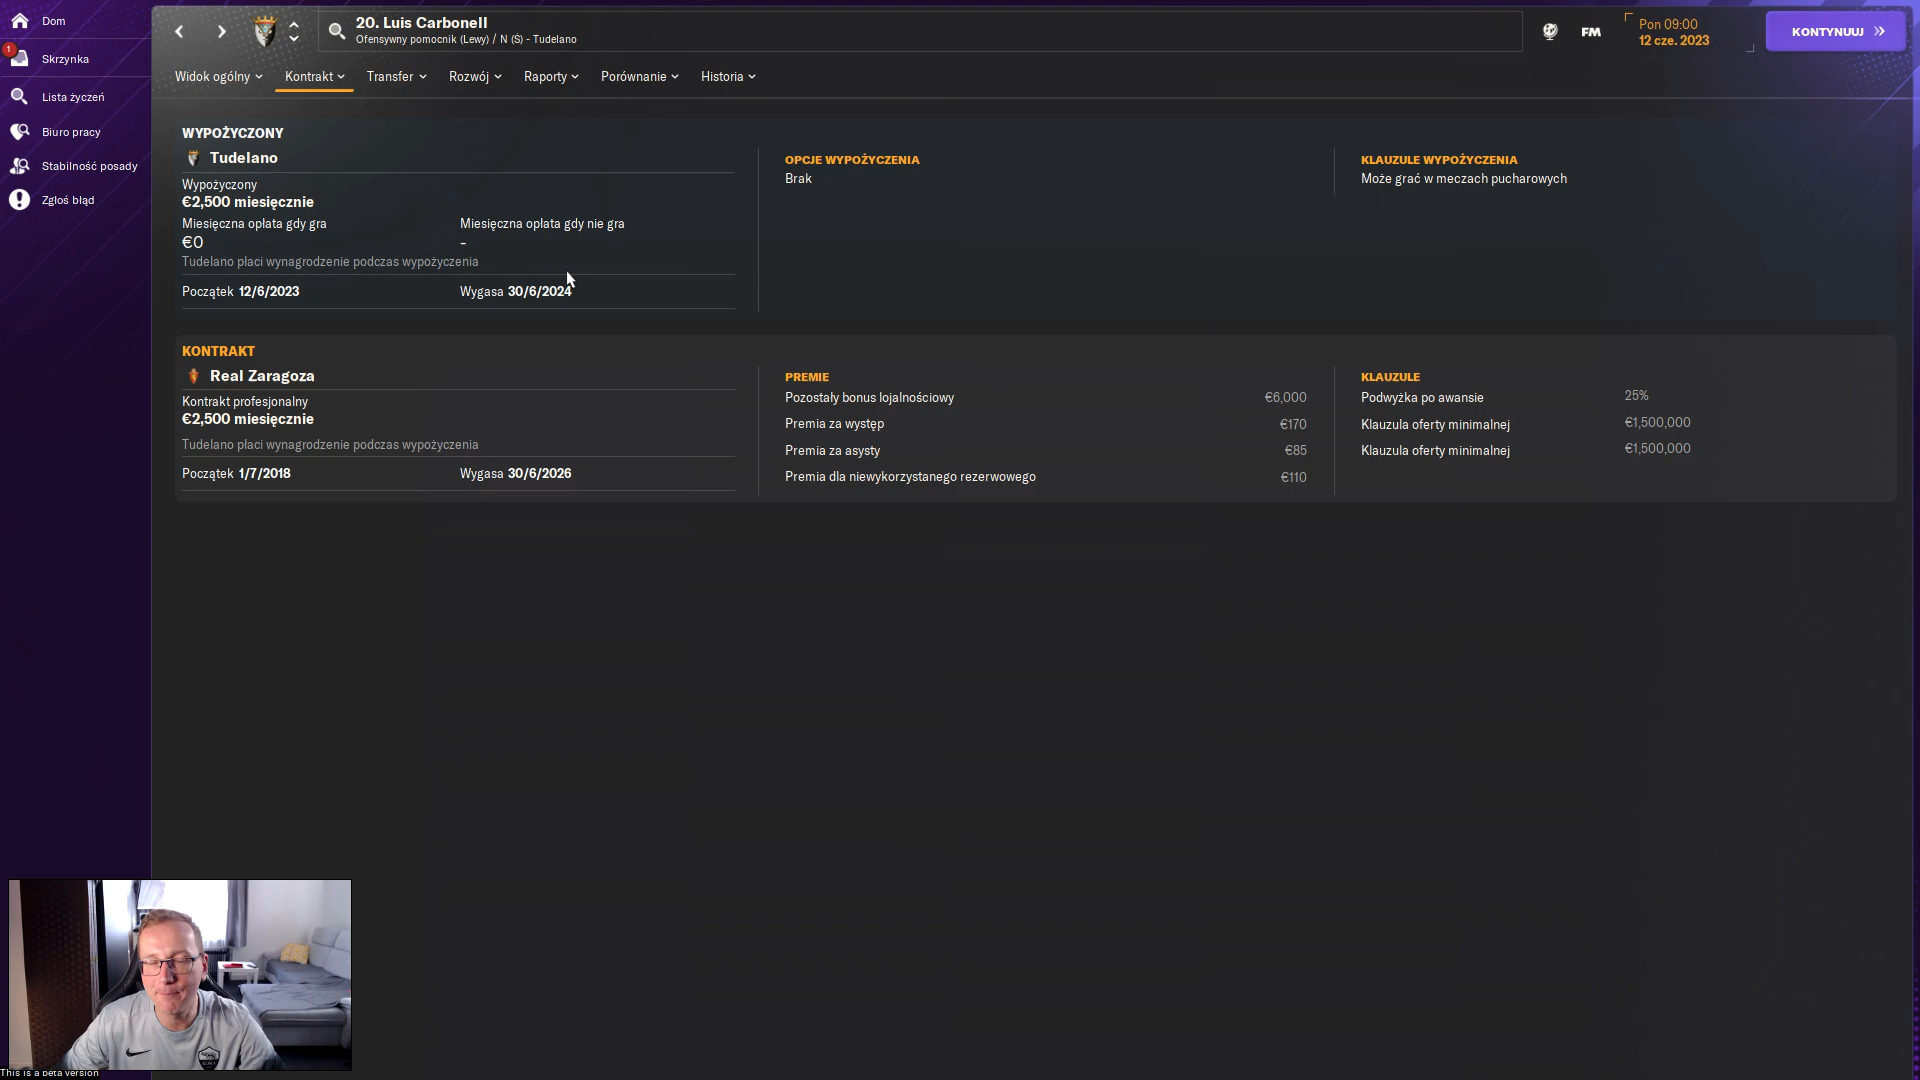 Dom
1
Skrzynka
Lista życzeń
Biuro pracy
Stabilność posady
Zgłoś błąd
20. Luis Carbonell
Ofensywny pomocnik (Lewy) / N (Ś) - Tudelano
FM
Pon 09:00
12 cze. 2023
KONTYNUUJ
Widok ogólny
Kontrakt
Transfer
Rozwój
Raporty
Porównanie
Historia
WYPOŻYCZONY
Tudelano
Wypożyczony
€2,500 miesięcznie
Miesięczna opłata gdy gra
Miesięczna opłata gdy nie gra
€0
-
Tudelano płaci wynagrodzenie podczas wypożyczenia
Początek 12/6/2023
Wygasa 30/6/2024
OPCJE WYPOŻYCZENIA
Brak
KLAUZULE WYPOŻYCZENIA
Może grać w meczach pucharowych
KONTRAKT
Real Zaragoza
Kontrakt profesjonalny
€2,500 miesięcznie
Tudelano płaci wynagrodzenie podczas wypożyczenia
Początek 1/7/2018
Wygasa 30/6/2026
PREMIE
Pozostały bonus lojalnościowy €6,000
Premia za występ €170
Premia za asysty €85
Premia dla niewykorzystanego rezerwowego €110
KLAUZULE
Podwyżka po awansie 25%
Klauzula oferty minimalnej €1,500,000
Klauzula oferty minimalnej €1,500,000
This is a beta version